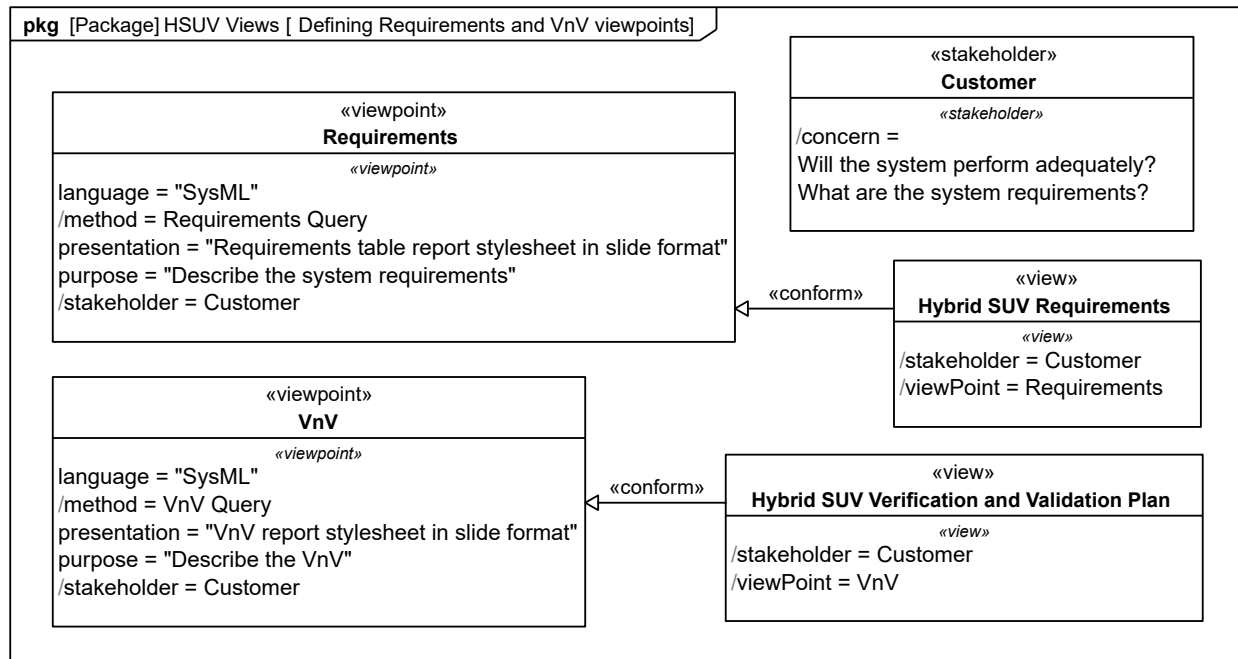 pkg [Package] HSUV Views [ Defining Requirements and VnV viewpoints]
«viewpoint»
Requirements
«viewpoint»
language = "SysML"
/method = Requirements Query
presentation = "Requirements table report stylesheet in slide format"
purpose = "Describe the system requirements"
/stakeholder = Customer
«stakeholder»
Customer
«stakeholder»
/concern =
Will the system perform adequately?
What are the system requirements?
«conform»
«view»
Hybrid SUV Requirements
«view»
/stakeholder = Customer
/viewPoint = Requirements
«viewpoint»
VnV
«viewpoint»
language = "SysML"
/method = VnV Query
presentation = "VnV report stylesheet in slide format"
purpose = "Describe the VnV"
/stakeholder = Customer
«conform»
«view»
Hybrid SUV Verification and Validation Plan
«view»
/stakeholder = Customer
/viewPoint = VnV